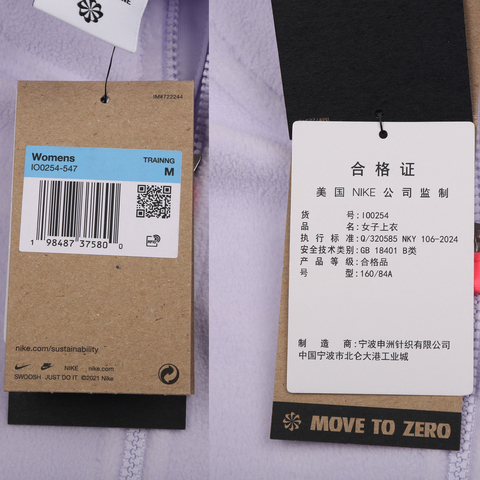 NIKE
IM4722244
Womens
TRAINNG
IO0254-547
M
1 98487 37580 0
nike.com/sustainability
SWOOSH JUST DO IT ©2021 Nike
合格证
美国 NIKE 公司监制
货号:IO0254
品名:女子上衣
执行标准:Q/320585 NKY 106-2024
安全技术类别:GB 18401 B类
产品等级:合格品
号型:160/84A
制造商:宁波申洲针织有限公司
中国宁波市北仑大港工业城
MOVE TO ZERO